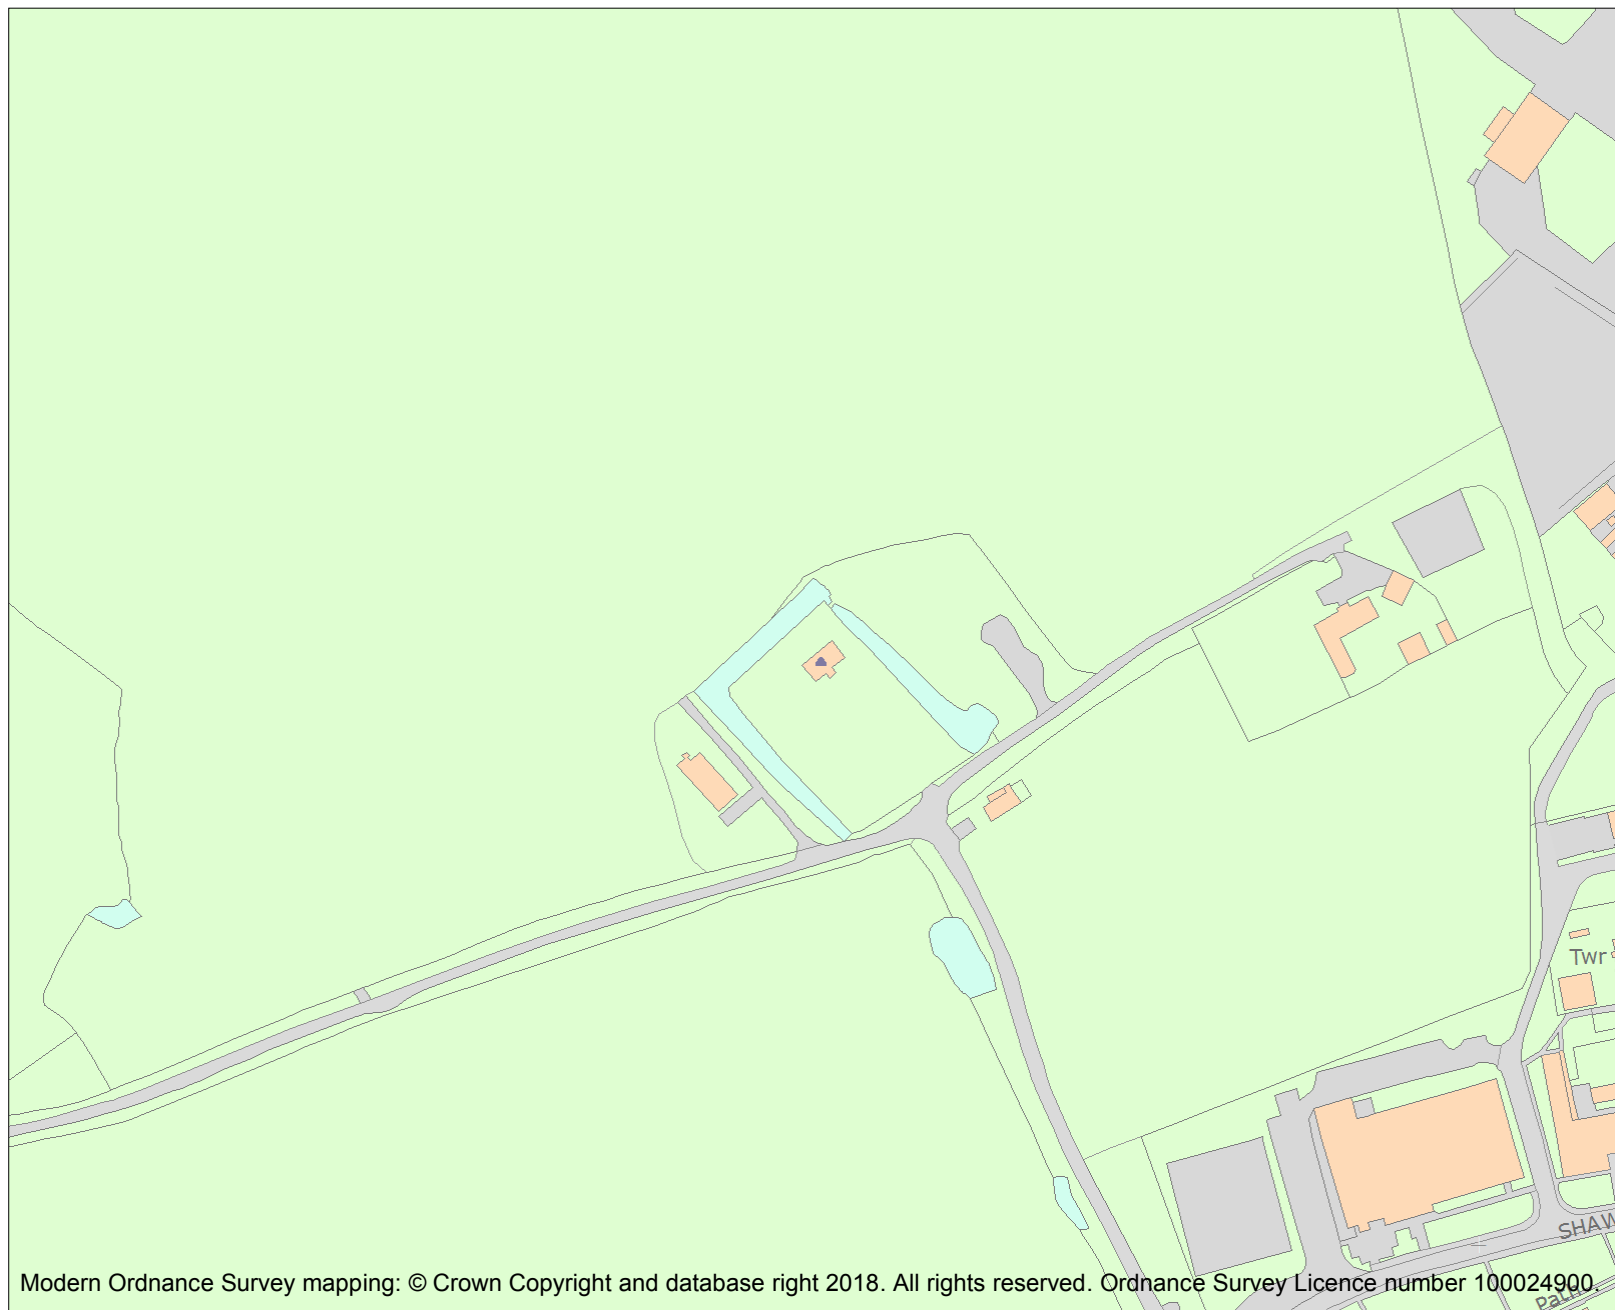 Twr
SHAW
Paths
Modern Ordnance Survey mapping: © Crown Copyright and database right 2018. All rights reserved. Ordnance Survey Licence number 100024900.